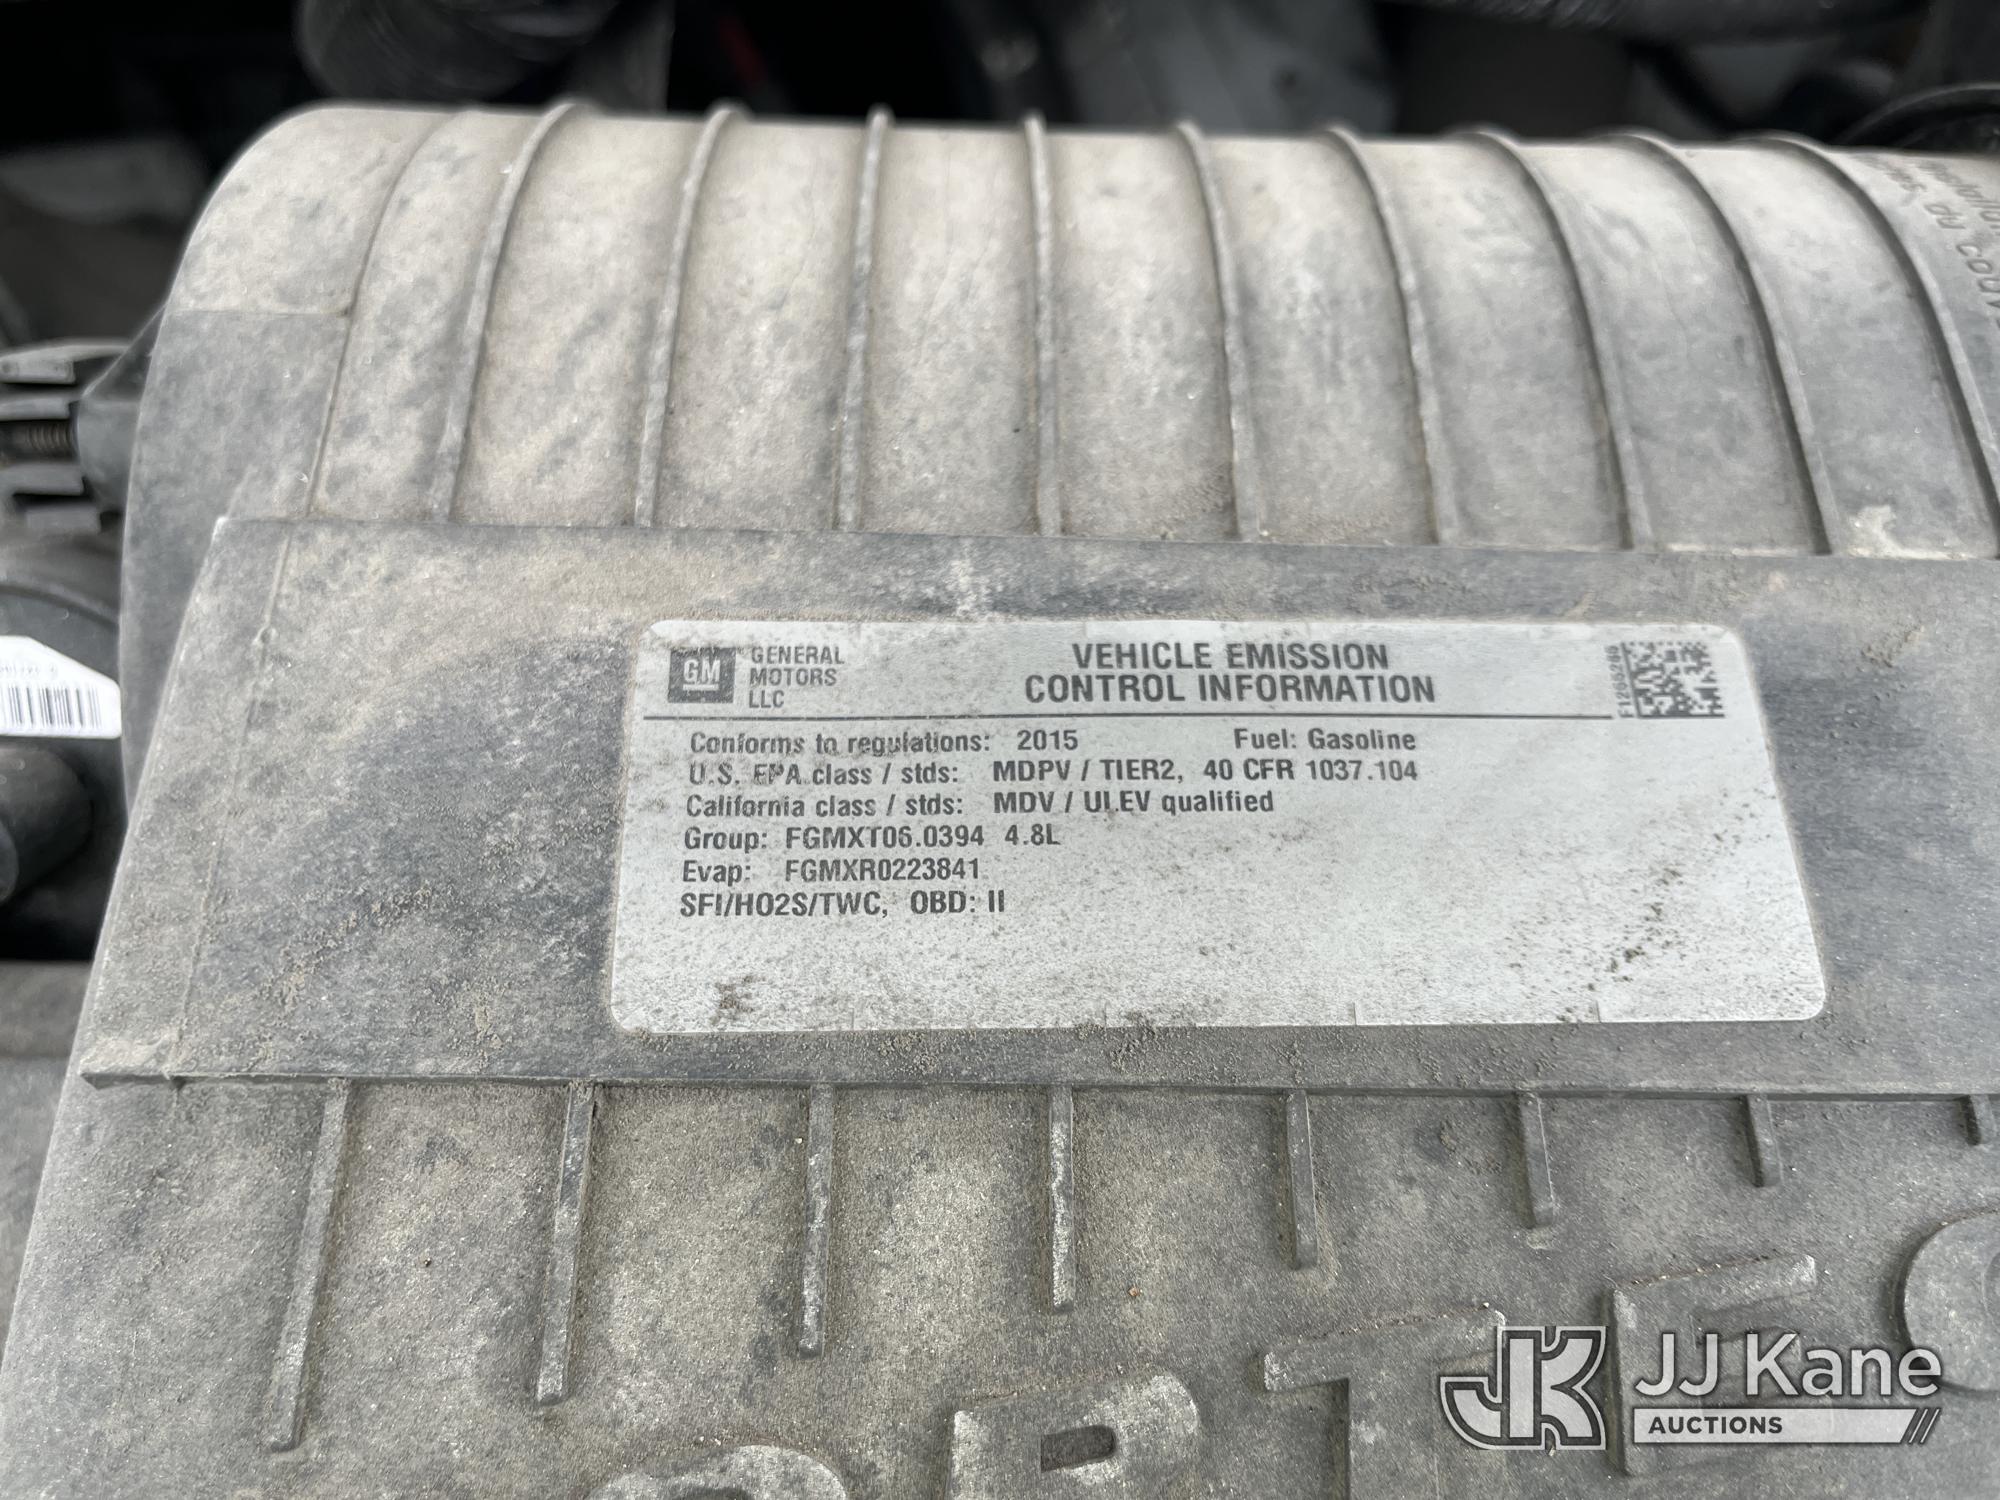 GM
GENERAL
MOTORS
LLC
VEHICLE EMISSION
CONTROL INFORMATION
F1266265
Conforms to regulations: 2015 Fuel: Gasoline
U.S. EPA class / stds: MDPV / TIER2, 40 CFR 1037.104
California class / stds: MDV / ULEV qualified
Group: FGMXT06.0394 4.8L
Evap: FGMXR0223841
SFI/HO2S/TWC, OBD: II
JJ Kane
AUCTIONS